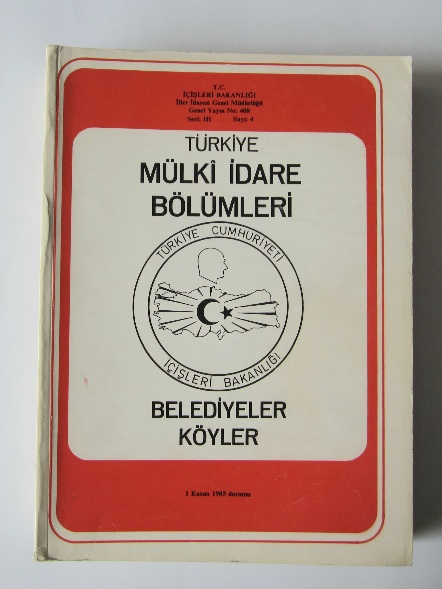 T.C.
İÇİŞLERİ BAKANLIĞI
İller İdaresi Genel Müdürlüğü
Genel Yayın No: 408
Seri: III Sayı: 4
TÜRKİYE
MÜLKÎ İDARE
BÖLÜMLERİ
TÜRKİYE CUMHURİYETİ
İÇİŞLERİ BAKANLIĞI
BELEDİYELER
KÖYLER
1 Kasım 1985 durumu